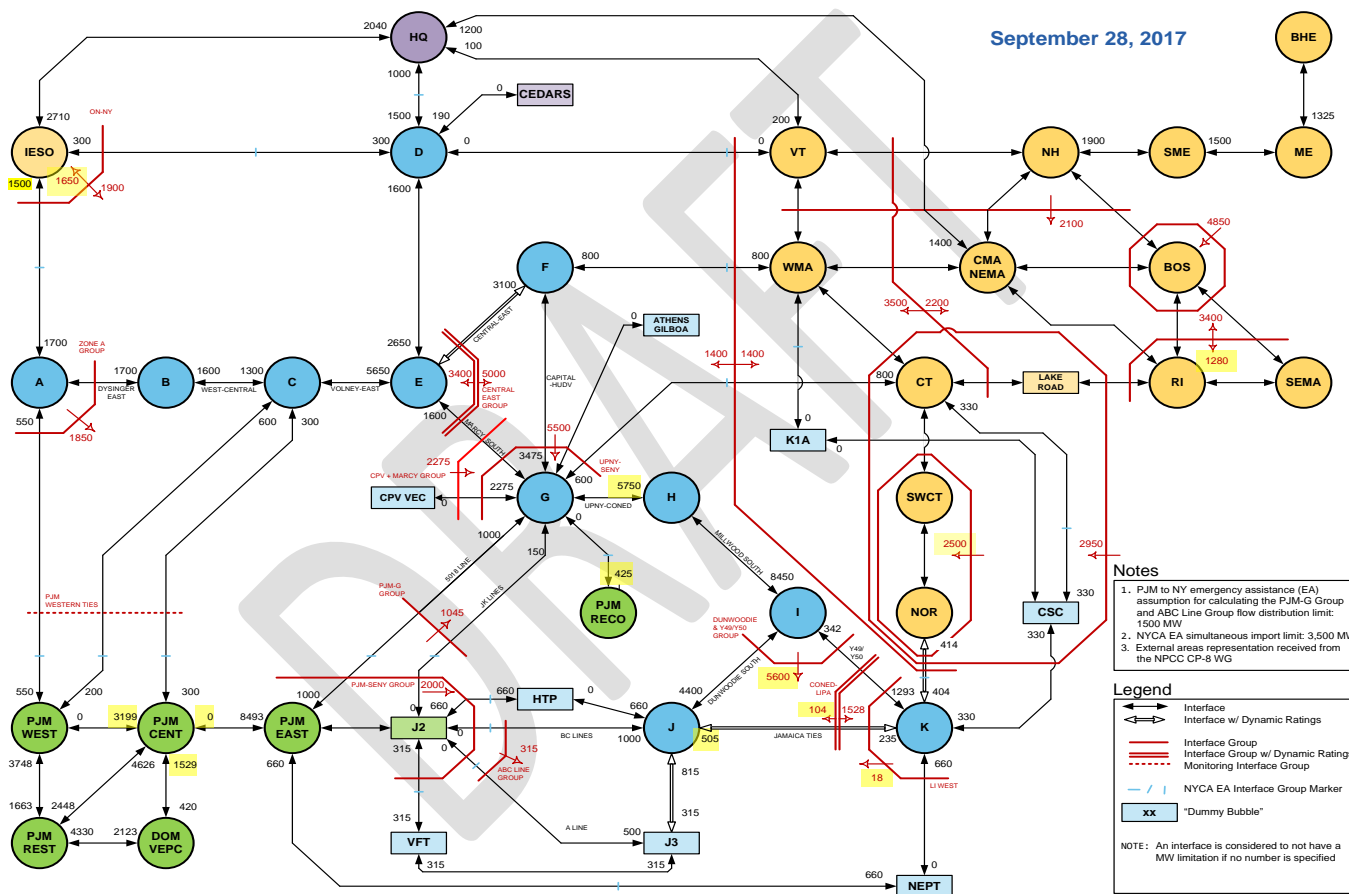 September 28, 2017
HQ
2040
1200
100
1000
BHE
1325
CEDARS
0
1500
190
ON-NY
2710
IESO
300
300
D
0
0
VT
200
NH
1900
SME
1500
ME
1500
1650
1900
1600
2100
4850
F
800
800
WMA
1400
CMA
NEMA
BOS
3100
CENTRAL-EAST
ATHENS
GILBOA
0
3500
2200
3400
1280
1700
ZONE A
GROUP
2650
3400
5000
CENTRAL
EAST
GROUP
CAPITAL
-HUDV
1400
1400
A
1700
DYSINGER
EAST
B
1600
WEST-CENTRAL
1300
C
5650
VOLNEY-EAST
E
800
CT
330
LAKE
ROAD
RI
SEMA
550
1850
600
300
1600
MARCY SOUTH
5500
0
K1A
0
2275
CPV + MARCY GROUP
3475
UPNY-
SENY
600
CPV VEC
0
2275
G
5750
UPNY-CONED
H
SWCT
1000
150
0
MILLWOOD SOUTH
2500
2950
5018 LINE
JK LINES
425
PJM
RECO
8450
I
NOR
CSC
330
330
PJM
WESTERN TIES
PJM-G
GROUP
1045
DUNWOODIE
& Y49/Y50
GROUP
342
Y49/
Y50
414
Notes
1. PJM to NY emergency assistance (EA)
assumption for calculating the PJM-G Group
and ABC Line Group flow distribution limit:
1500 MW
2. NYCA EA simultaneous import limit: 3,500 MW
3. External areas representation received from
the NPCC CP-8 WG
PJM-SENY GROUP
2000
5600
DUNWOODIE SOUTH
CONED-
LIPA
104
1528
1293
404
550
200
300
1000
0
660
660
HTP
0
660
4400
PJM
WEST
0
3199
PJM
CENT
0
8493
PJM
EAST
J2
0
BC LINES
1000
J
505
JAMAICA TIES
235
K
330
3748
4626
1529
660
315
0
315
ABC LINE
GROUP
815
18
660
LI WEST
1663
2448
420
A LINE
315
315
500
PJM
REST
4330
2123
DOM
VEPC
VFT
315
J3
315
0
660
NEPT
Legend
Interface
Interface w/ Dynamic Ratings
Interface Group
Interface Group w/ Dynamic Ratings
Monitoring Interface Group
NYCA EA Interface Group Marker
xx
"Dummy Bubble"
NOTE: An interface is considered to not have a
MW limitation if no number is specified
DRAFT